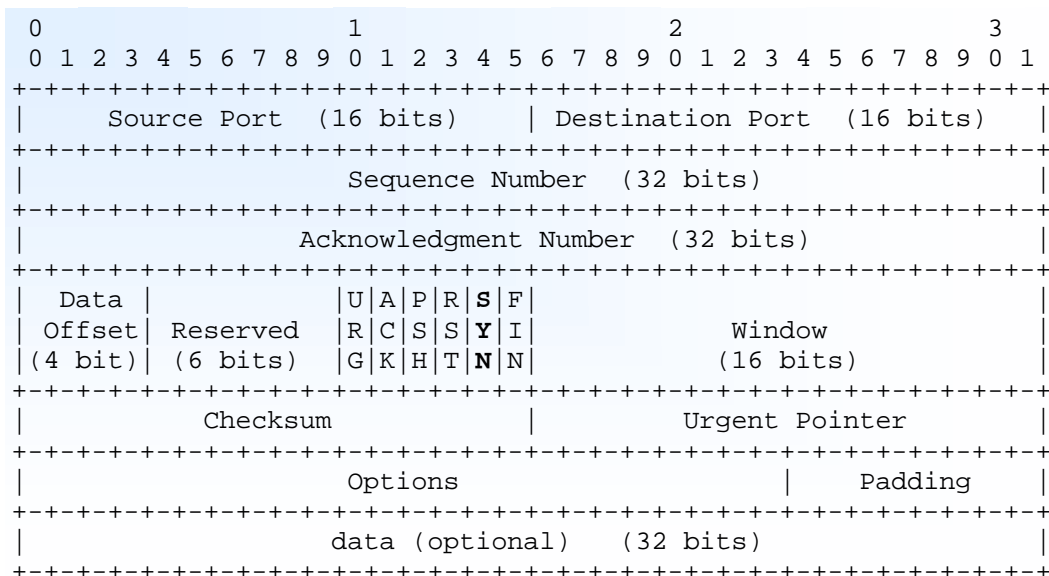 0                   1                   2                   3
 0 1 2 3 4 5 6 7 8 9 0 1 2 3 4 5 6 7 8 9 0 1 2 3 4 5 6 7 8 9 0 1
+-+-+-+-+-+-+-+-+-+-+-+-+-+-+-+-+-+-+-+-+-+-+-+-+-+-+-+-+-+-+-+-+
|     Source Port  (16 bits)    | Destination Port  (16 bits)   |
+-+-+-+-+-+-+-+-+-+-+-+-+-+-+-+-+-+-+-+-+-+-+-+-+-+-+-+-+-+-+-+-+
|                    Sequence Number  (32 bits)                 |
+-+-+-+-+-+-+-+-+-+-+-+-+-+-+-+-+-+-+-+-+-+-+-+-+-+-+-+-+-+-+-+-+
|                 Acknowledgment Number  (32 bits)              |
+-+-+-+-+-+-+-+-+-+-+-+-+-+-+-+-+-+-+-+-+-+-+-+-+-+-+-+-+-+-+-+-+
|  Data |           |U|A|P|R|S|F|                               |
| Offset| Reserved  |R|C|S|S|Y|I|            Window             |
|(4 bit)| (6 bits)  |G|K|H|T|N|N|           (16 bits)           |
+-+-+-+-+-+-+-+-+-+-+-+-+-+-+-+-+-+-+-+-+-+-+-+-+-+-+-+-+-+-+-+-+
|           Checksum            |         Urgent Pointer        |
+-+-+-+-+-+-+-+-+-+-+-+-+-+-+-+-+-+-+-+-+-+-+-+-+-+-+-+-+-+-+-+-+
|                    Options                    |    Padding    |
+-+-+-+-+-+-+-+-+-+-+-+-+-+-+-+-+-+-+-+-+-+-+-+-+-+-+-+-+-+-+-+-+
|                   data (optional)   (32 bits)                 |
+-+-+-+-+-+-+-+-+-+-+-+-+-+-+-+-+-+-+-+-+-+-+-+-+-+-+-+-+-+-+-+-+